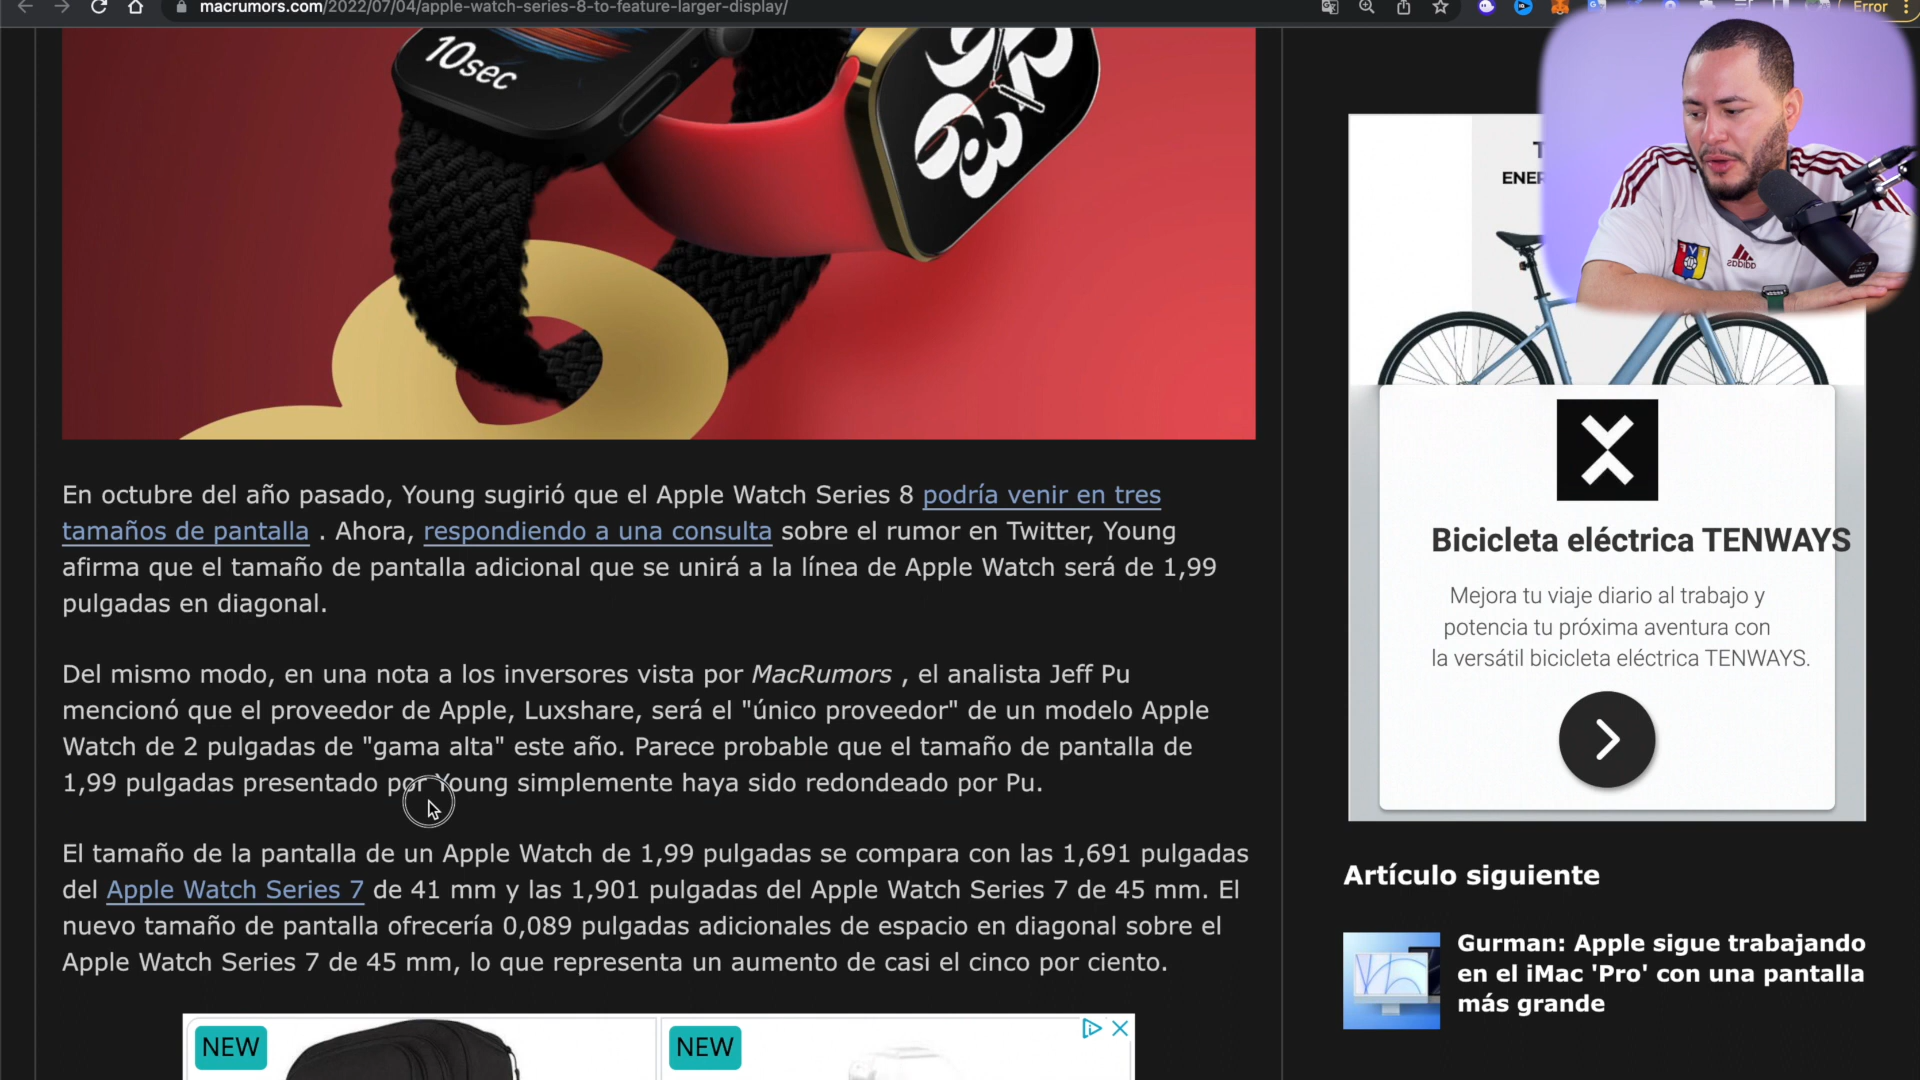 macrumors.com/2022/07/04/apple-watch-series-8-to-feature-larger-display/
Error
10sec
ENER
adidas
En octubre del año pasado, Young sugirió que el Apple Watch Series 8 podría venir en tres
tamaños de pantalla . Ahora, respondiendo a una consulta sobre el rumor en Twitter, Young
afirma que el tamaño de pantalla adicional que se unirá a la línea de Apple Watch será de 1,99
pulgadas en diagonal.
Del mismo modo, en una nota a los inversores vista por MacRumors , el analista Jeff Pu
mencionó que el proveedor de Apple, Luxshare, será el "único proveedor" de un modelo Apple
Watch de 2 pulgadas de "gama alta" este año. Parece probable que el tamaño de pantalla de
1,99 pulgadas presentado por Young simplemente haya sido redondeado por Pu.
El tamaño de la pantalla de un Apple Watch de 1,99 pulgadas se compara con las 1,691 pulgadas
del Apple Watch Series 7 de 41 mm y las 1,901 pulgadas del Apple Watch Series 7 de 45 mm. El
nuevo tamaño de pantalla ofrecería 0,089 pulgadas adicionales de espacio en diagonal sobre el
Apple Watch Series 7 de 45 mm, lo que representa un aumento de casi el cinco por ciento.
NEW
NEW
Bicicleta eléctrica TENWAYS
Mejora tu viaje diario al trabajo y
potencia tu próxima aventura con
la versátil bicicleta eléctrica TENWAYS.
Artículo siguiente
Gurman: Apple sigue trabajando
en el iMac 'Pro' con una pantalla
más grande